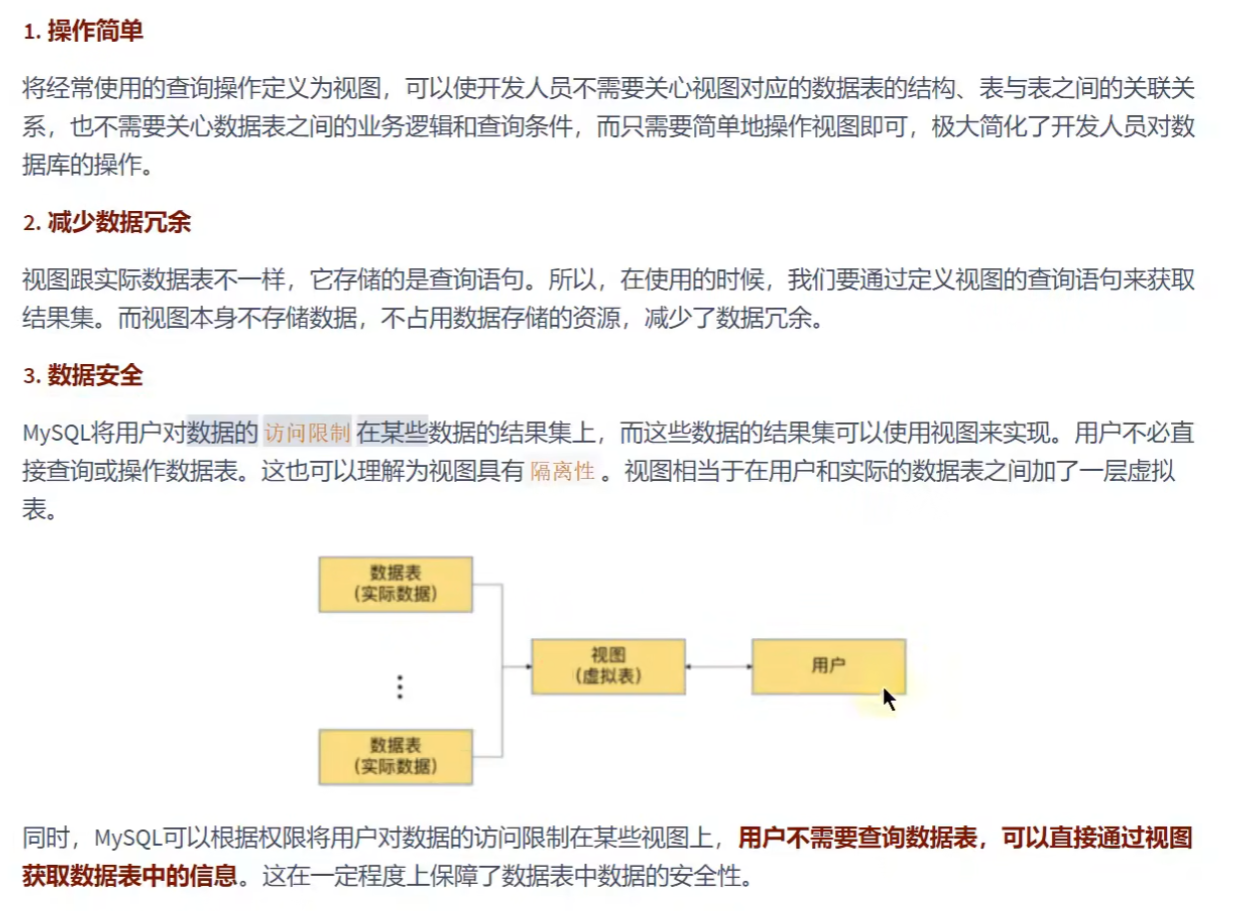 1. 操作简单
将经常使用的查询操作定义为视图，可以使开发人员不需要关心视图对应的数据表的结构、表与表之间的关联关
系，也不需要关心数据表之间的业务逻辑和查询条件，而只需要简单地操作视图即可，极大简化了开发人员对数
据库的操作。
2. 减少数据冗余
视图跟实际数据表不一样，它存储的是查询语句。所以，在使用的时候，我们要通过定义视图的查询语句来获取
结果集。而视图本身不存储数据，不占用数据存储的资源，减少了数据冗余。
3. 数据安全
MySQL将用户对数据的 访问限制 在某些数据的结果集上，而这些数据的结果集可以使用视图来实现。用户不必直
接查询或操作数据表。这也可以理解为视图具有 隔离性 。视图相当于在用户和实际的数据表之间加了一层虚拟
表。
数据表
(实际数据)
视图
(虚拟表)
用户
数据表
(实际数据)
同时，MySQL可以根据权限将用户对数据的访问限制在某些视图上，用户不需要查询数据表，可以直接通过视图
获取数据表中的信息。这在一定程度上保障了数据表中数据的安全性。